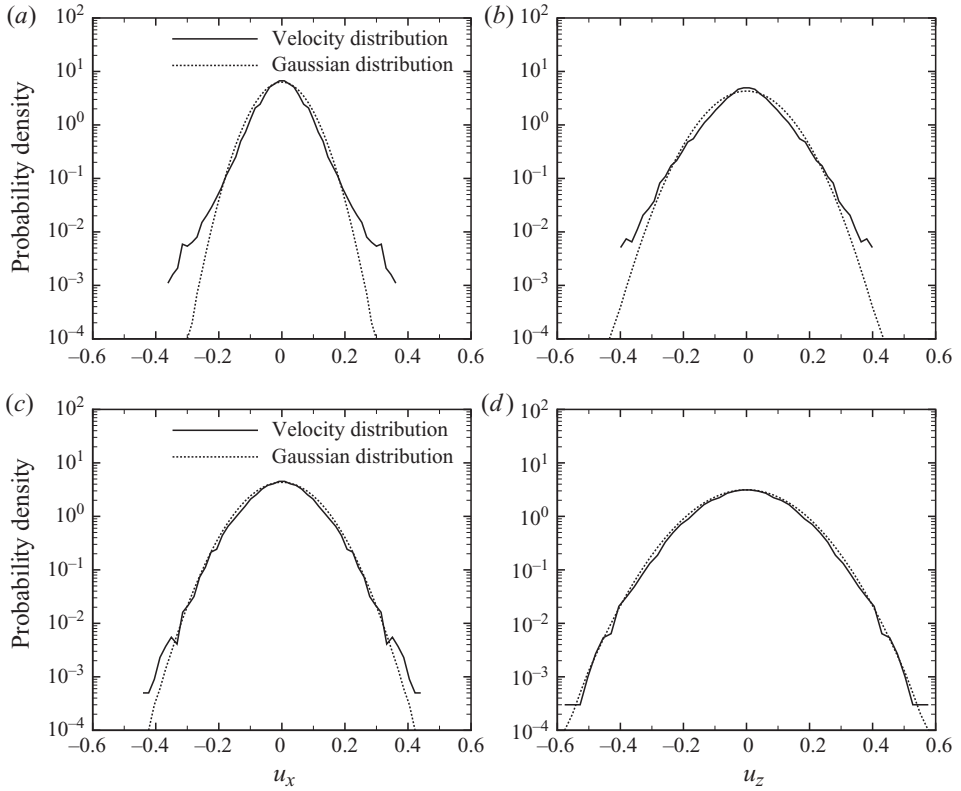 (a)
10^2
10^1
10^0
10^–1
10^–2
10^–3
10^–4
Probability density
Velocity distribution
Gaussian distribution
–0.6 –0.4 –0.2 0 0.2 0.4 0.6
(b)
10^2
10^1
10^0
10^–1
10^–2
10^–3
10^–4
–0.6 –0.4 –0.2 0 0.2 0.4 0.6
(c)
10^2
10^1
10^0
10^–1
10^–2
10^–3
10^–4
Probability density
Velocity distribution
Gaussian distribution
–0.6 –0.4 –0.2 0 0.2 0.4 0.6
u_x
(d)
10^2
10^1
10^0
10^–1
10^–2
10^–3
10^–4
–0.6 –0.4 –0.2 0 0.2 0.4 0.6
u_z